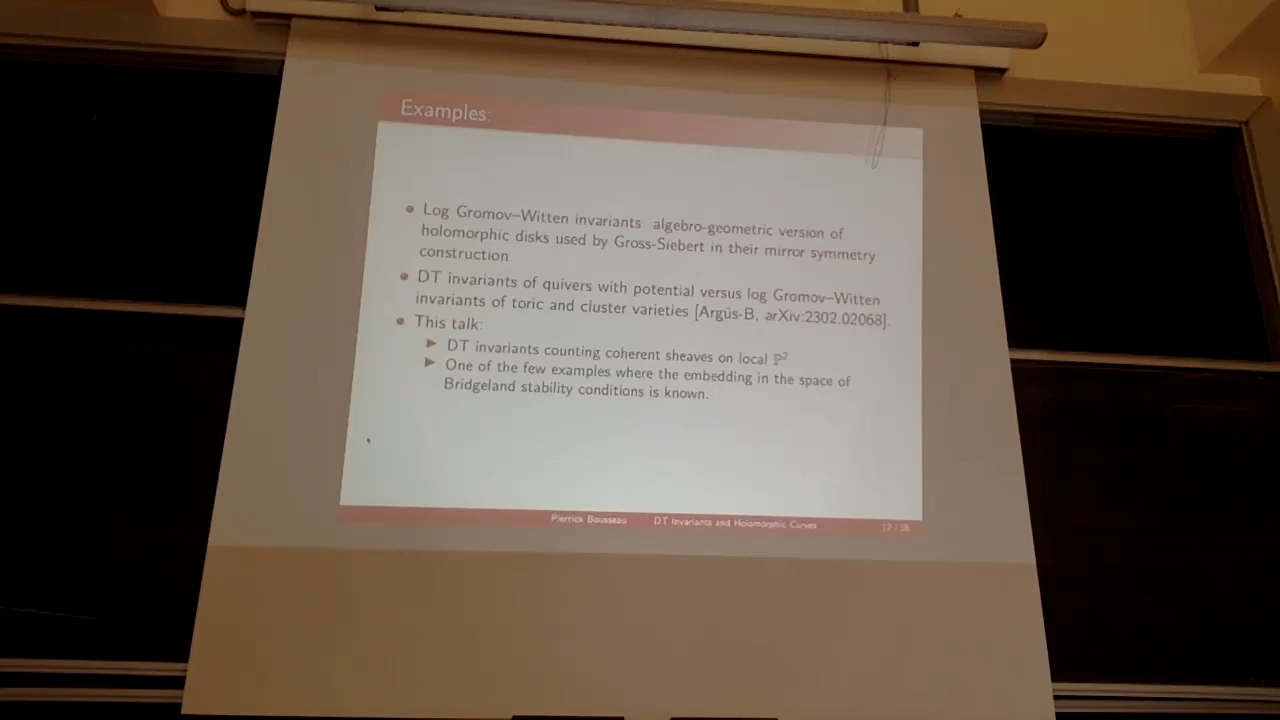 Examples:
• Log Gromov–Witten invariants algebro-geometric version of
holomorphic disks used by Gross-Siebert in their mirror symmetry
construction.
• DT invariants of quivers with potential versus log Gromov–Witten
invariants of toric and cluster varieties [Argüs-B, arXiv:2302.02068].
• This talk:
▶ DT invariants counting coherent sheaves on local ℙ²
▶ One of the few examples where the embedding in the space of
Bridgeland stability conditions is known.
Pierrick Bousseau DT Invariants and Holomorphic Curves 12 / 38